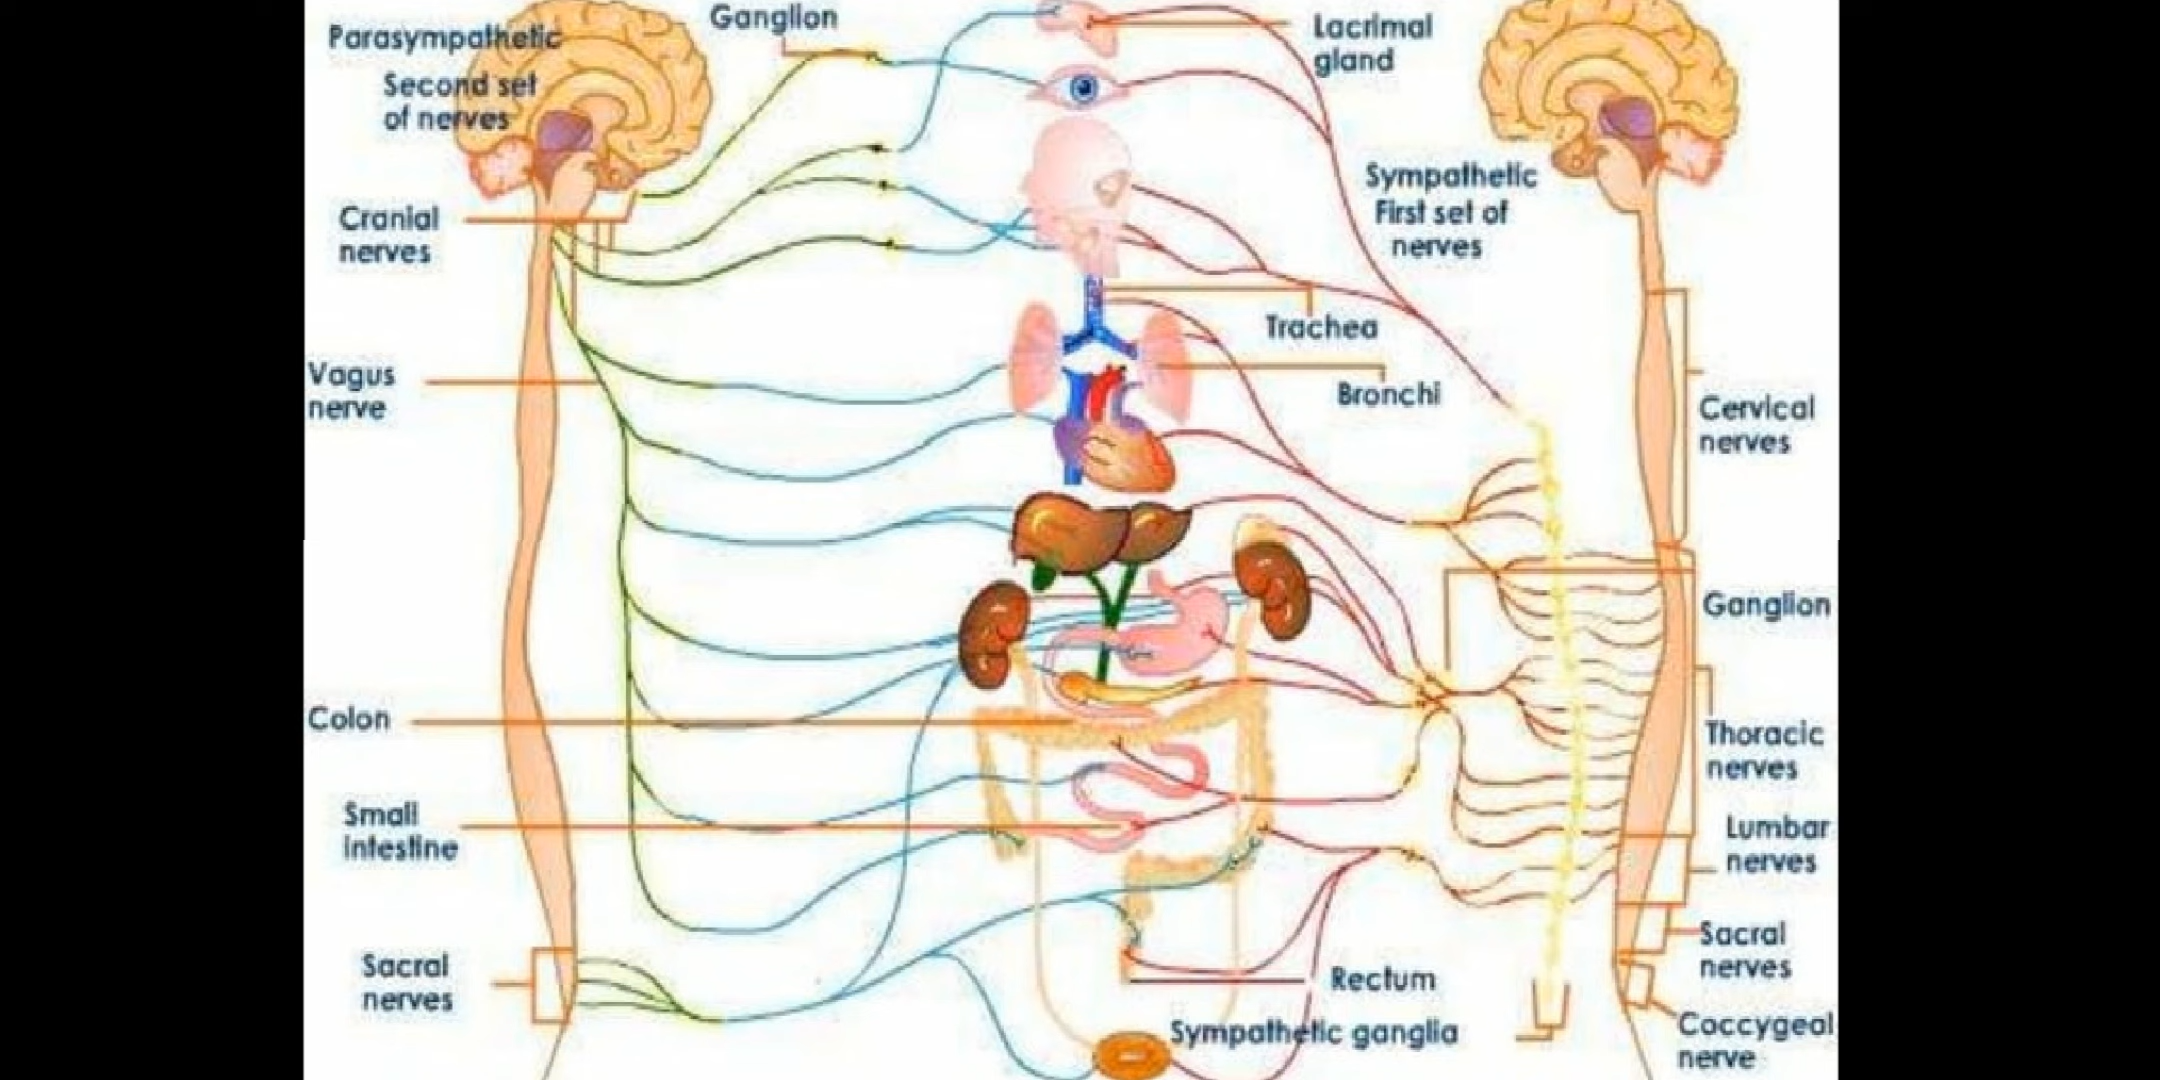 Parasympathetic
Second set
of nerves
Ganglion
Lacrimal
gland
Cranial
nerves
Sympathetic
First set of
nerves
Trachea
Vagus
nerve
Bronchi
Cervical
nerves
Ganglion
Colon
Thoracic
nerves
Small
intestine
Lumbar
nerves
Sacral
nerves
Sacral
nerves
Rectum
Sympathetic ganglia
Coccygeal
nerve